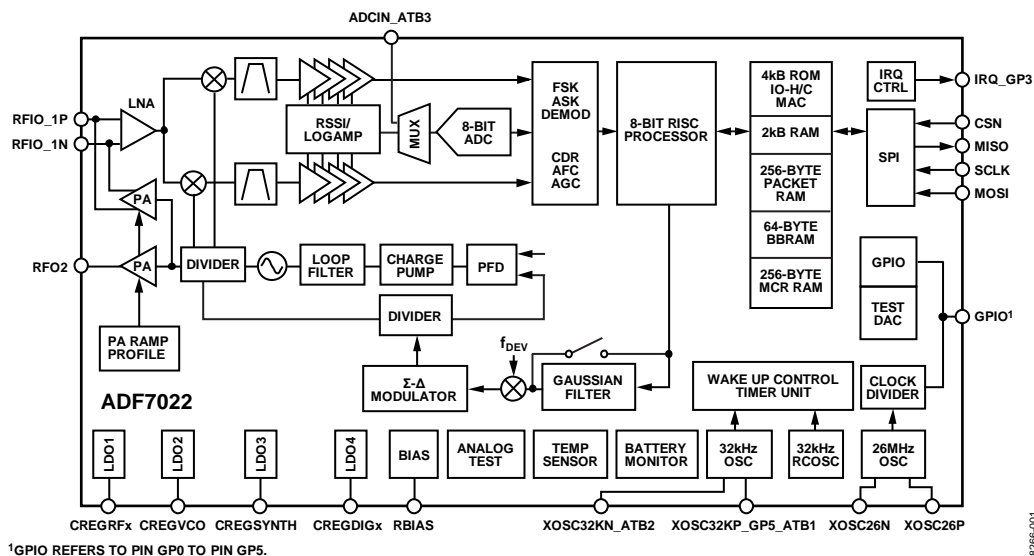 ADCIN_ATB3
RFIO_1P
RFIO_1N
LNA
PA
PA
RFO2
PA RAMP
PROFILE
RSSI/
LOGAMP
MUX
8-BIT
ADC
FSK
ASK
DEMOD
CDR
AFC
AGC
8-BIT RISC
PROCESSOR
4kB ROM
IO-H/C
MAC
2kB RAM
256-BYTE
PACKET
RAM
64-BYTE
BBRAM
256-BYTE
MCR RAM
IRQ
CTRL
IRQ_GP3
SPI
CSN
MISO
SCLK
MOSI
GPIO
TEST
DAC
GPIO¹
DIVIDER
LOOP
FILTER
CHARGE
PUMP
PFD
DIVIDER
Σ-Δ
MODULATOR
fDEV
GAUSSIAN
FILTER
WAKE UP CONTROL
TIMER UNIT
CLOCK
DIVIDER
ADF7022
LDO1
LDO2
LDO3
LDO4
BIAS
ANALOG
TEST
TEMP
SENSOR
BATTERY
MONITOR
32kHz
OSC
32kHz
RCOSC
26MHz
OSC
CREGRFx
CREGVCO
CREGSYNTH
CREGDIGx
RBIAS
XOSC32KN_ATB2
XOSC32KP_GP5_ATB1
XOSC26N
XOSC26P
¹GPIO REFERS TO PIN GP0 TO PIN GP5.